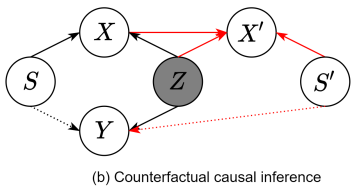 X X′
S Z S′
Y
(b) Counterfactual causal inference